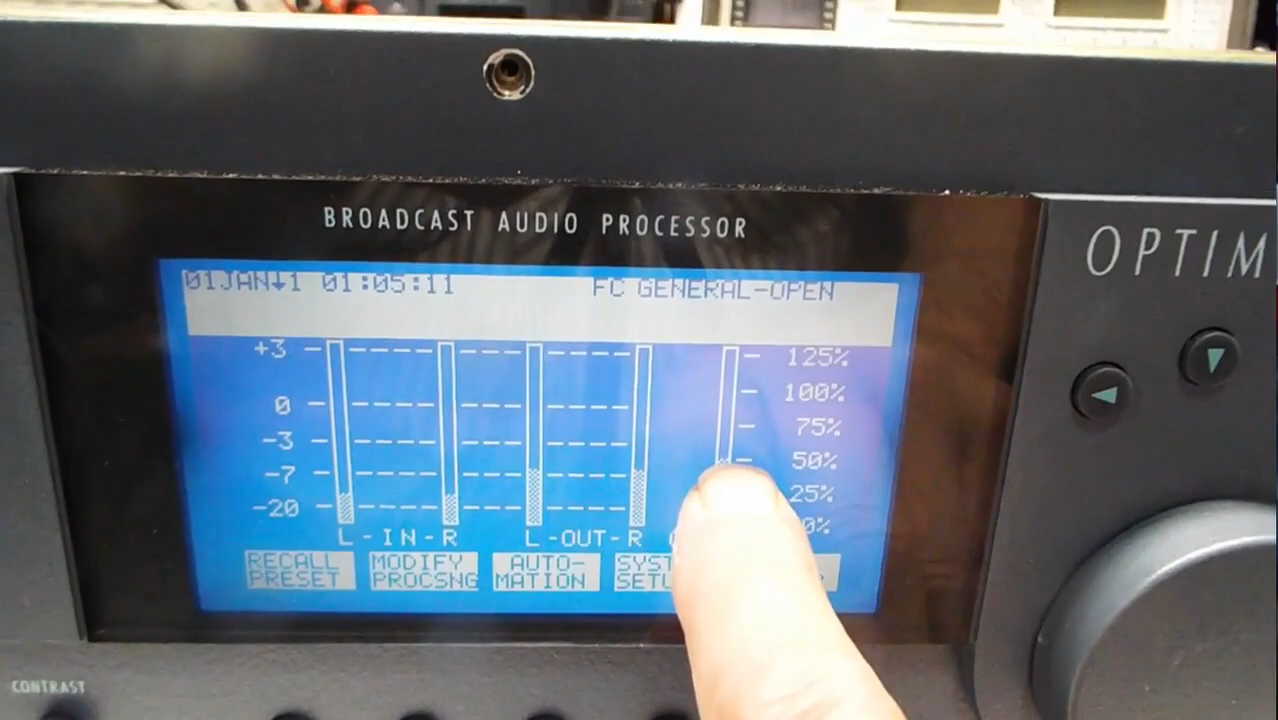 BROADCAST AUDIO PROCESSOR
OPTIM
01JAN↓1 01:05:11 FC GENERAL-OPEN
+3 125%
0 100%
-3 75%
-7 50%
-20 25%
0%
L-IN-R L-OUT-R
RECALL PRESET
MODIFY PROCSNG
AUTO-MATION
SYST
SETU
CONTRAST